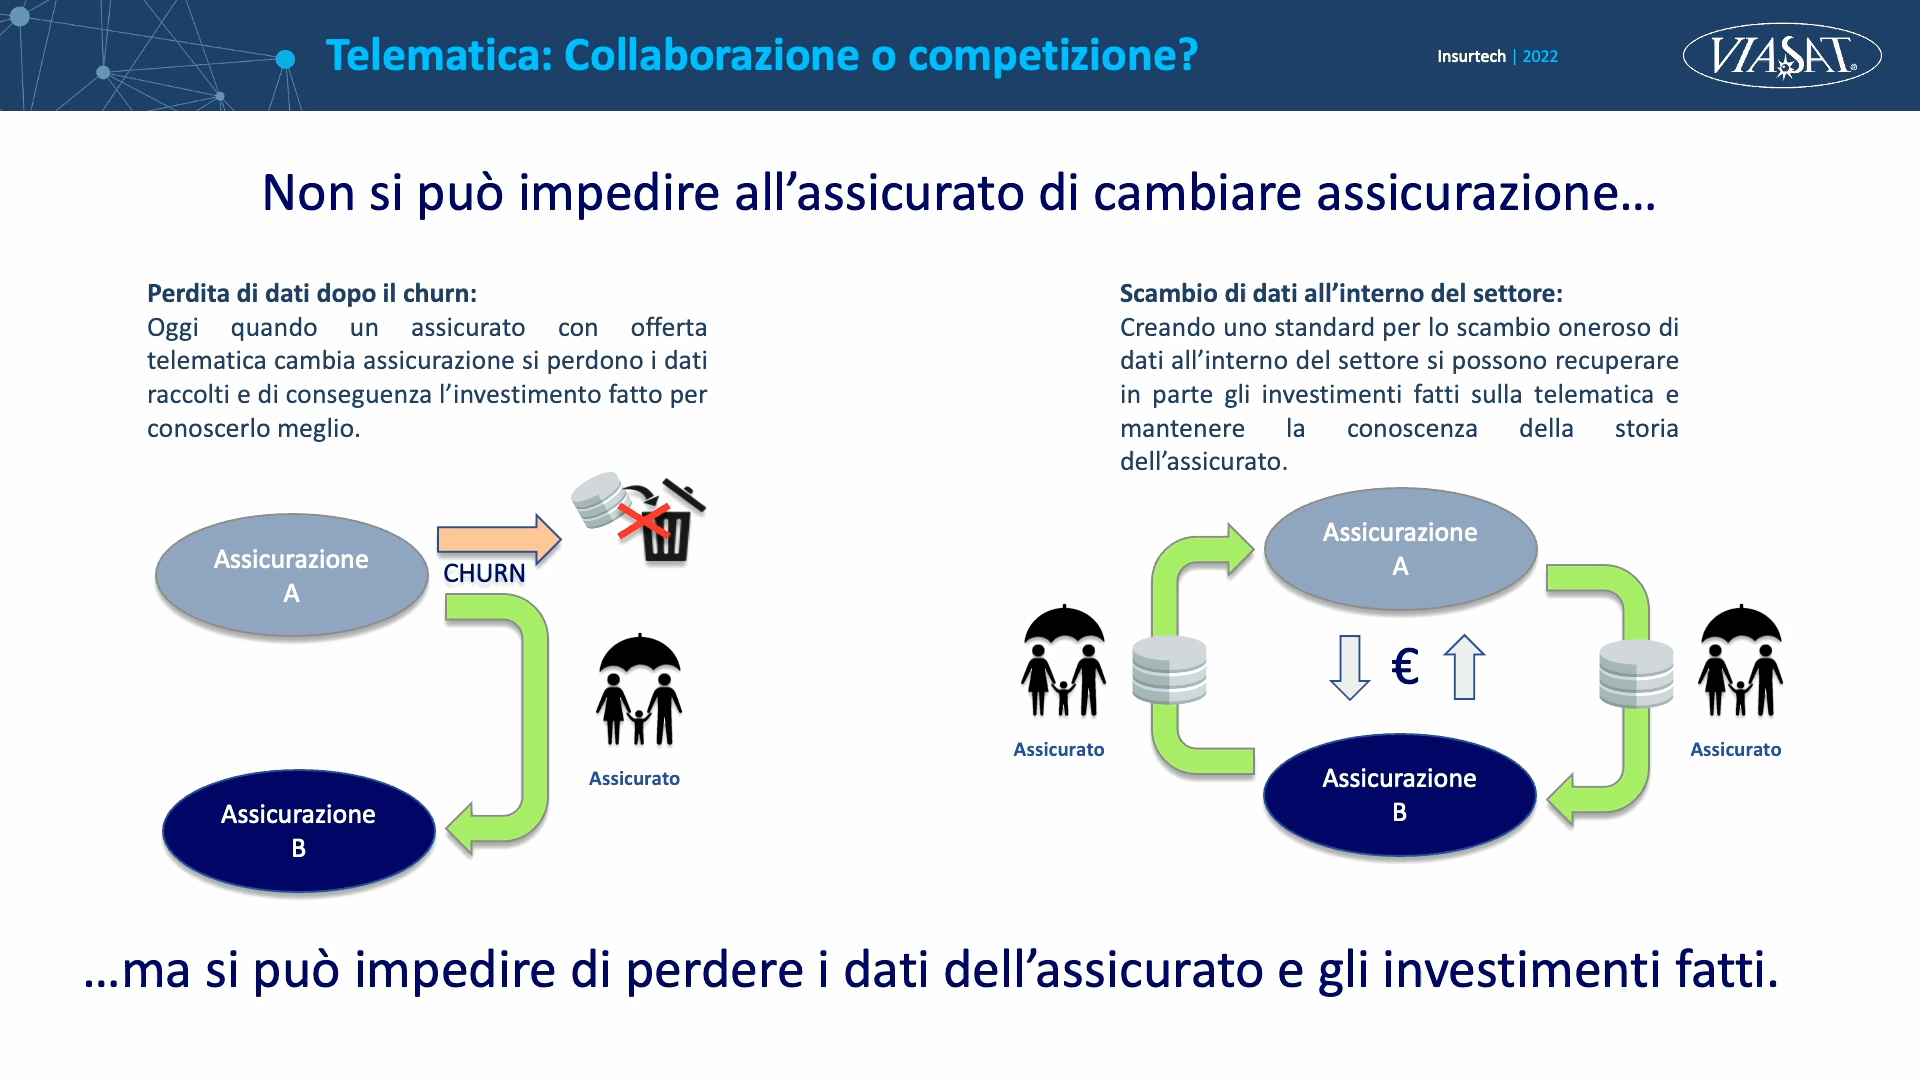 Telematica: Collaborazione o competizione?
Insurtech | 2022
VIASAT®
Non si può impedire all’assicurato di cambiare assicurazione…
Perdita di dati dopo il churn:
Oggi quando un assicurato con offerta
telematica cambia assicurazione si perdono i dati
raccolti e di conseguenza l’investimento fatto per
conoscerlo meglio.
Assicurazione
A
CHURN
Assicurato
Assicurazione
B
Scambio di dati all’interno del settore:
Creando uno standard per lo scambio oneroso di
dati all’interno del settore si possono recuperare
in parte gli investimenti fatti sulla telematica e
mantenere la conoscenza della storia
dell’assicurato.
Assicurazione
A
€
Assicurato
Assicurato
Assicurazione
B
…ma si può impedire di perdere i dati dell’assicurato e gli investimenti fatti.